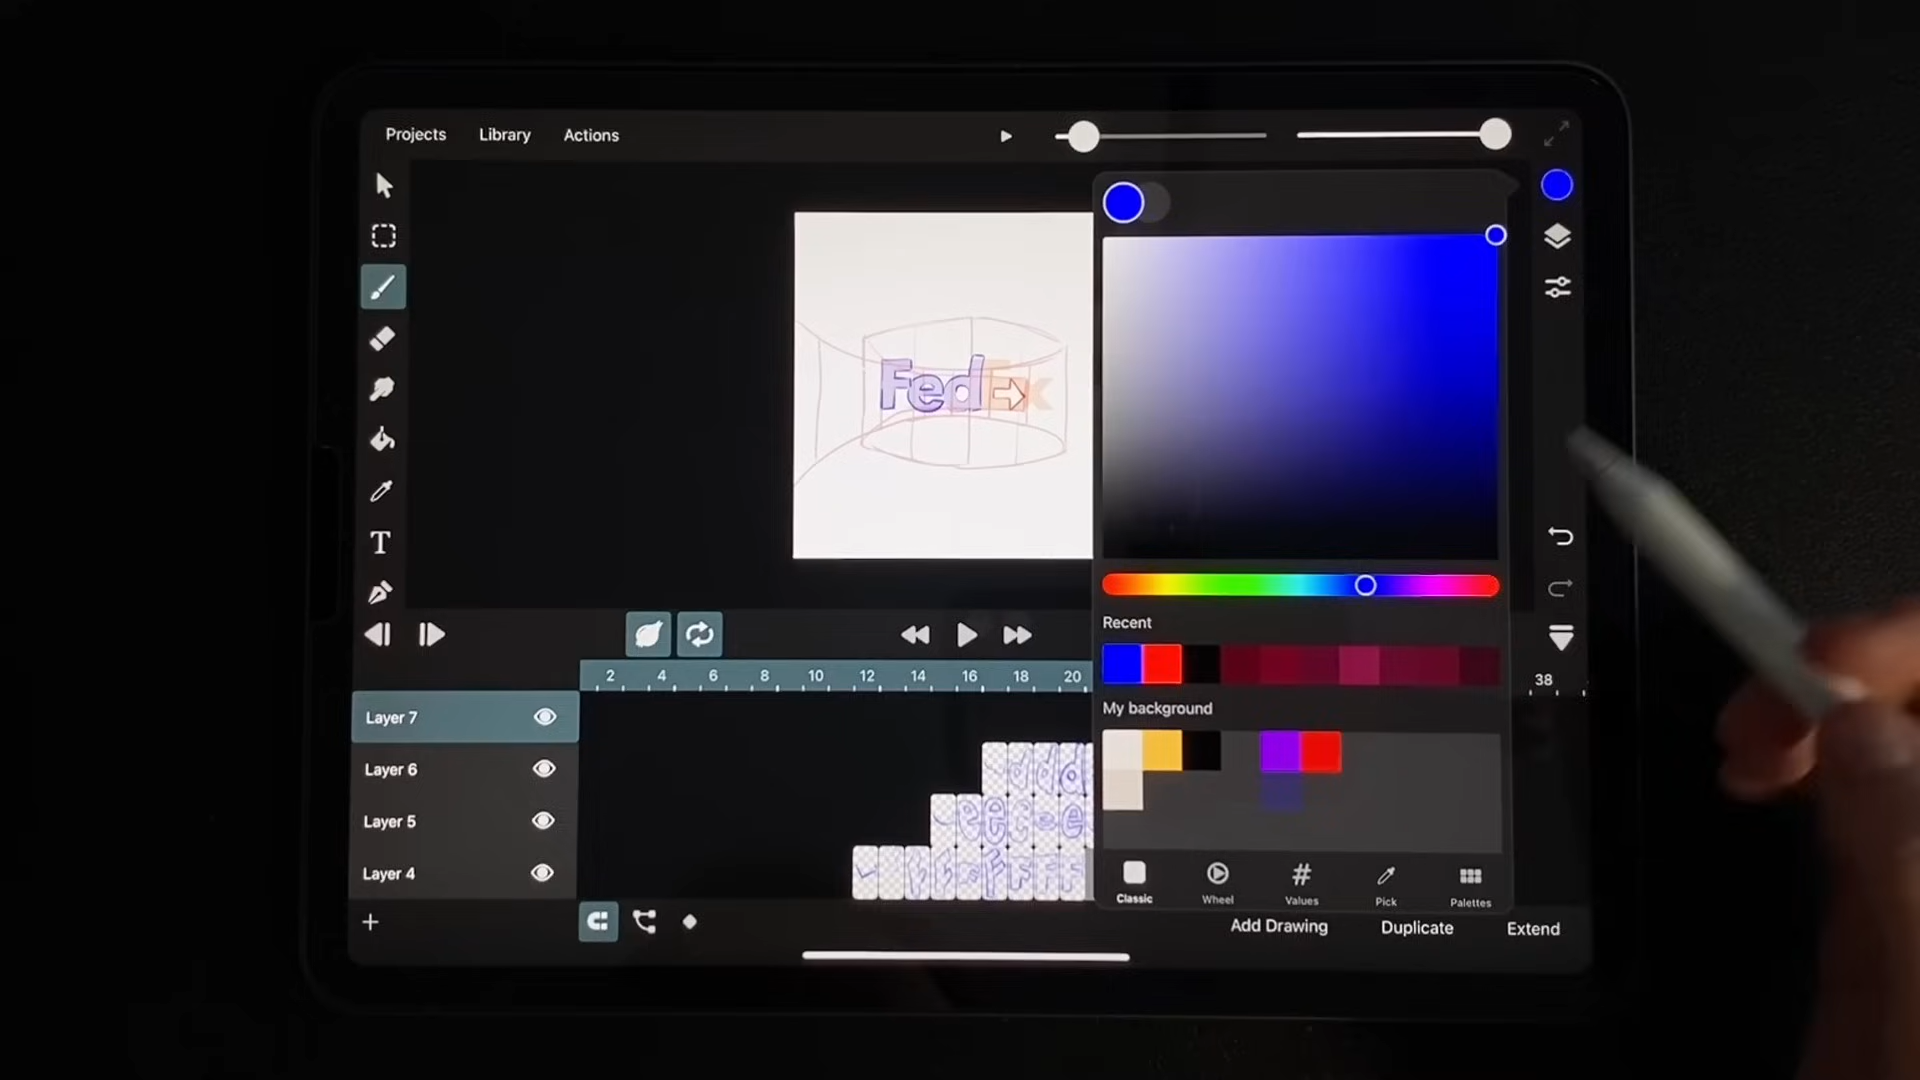 Projects Library Actions
FedEx
T
Recent
2 4 6 8 10 12 14 16 18 20 38
My background
Layer 7
Layer 6
d d d
Layer 5
e e e e e
Layer 4
F F F F F F
Classic Wheel Values Pick Palettes
Add Drawing Duplicate Extend